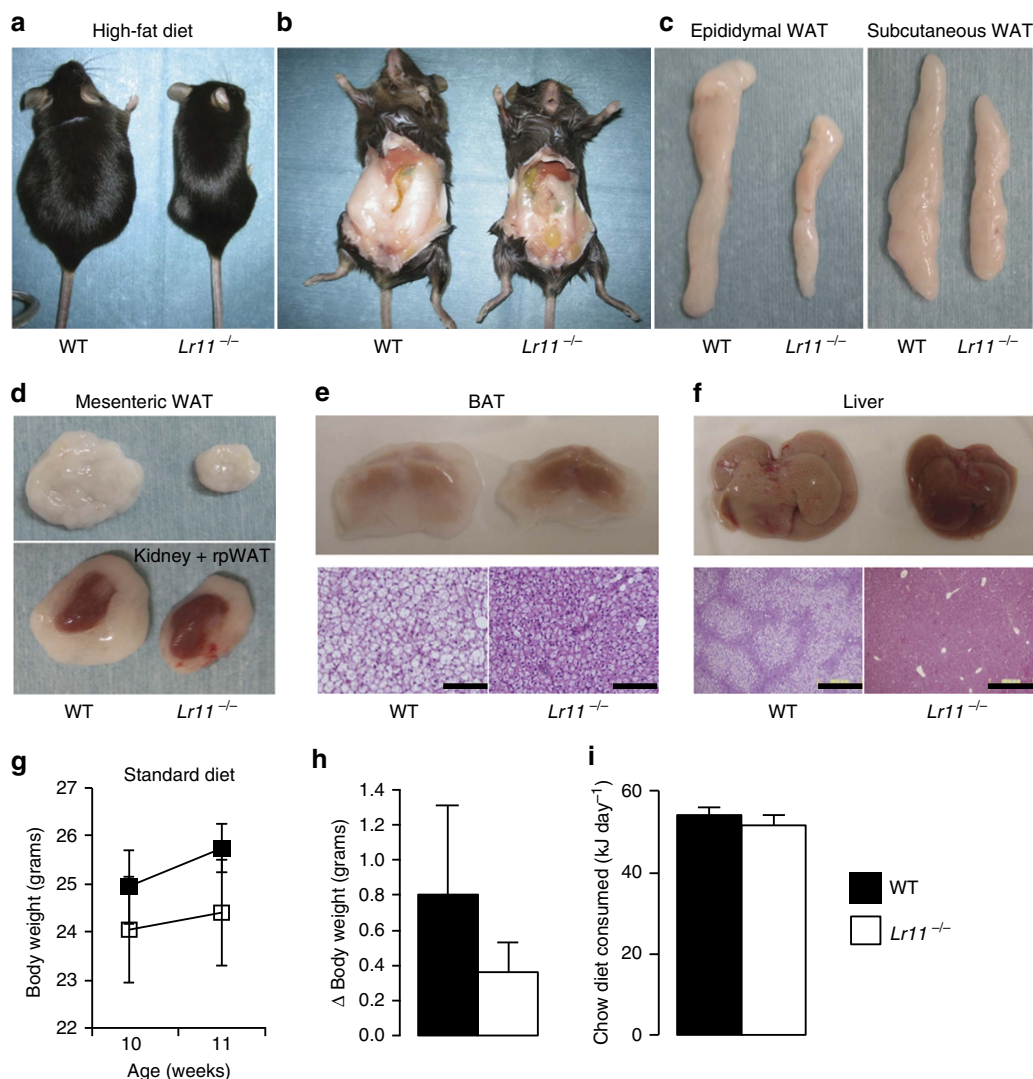 a
High-fat diet
WT
Lr11 –/–
b
WT
Lr11 –/–
c
Epididymal WAT
Subcutaneous WAT
WT
Lr11 –/–
WT
Lr11 –/–
d
Mesenteric WAT
Kidney + rpWAT
WT
Lr11 –/–
e
BAT
WT
Lr11 –/–
f
Liver
WT
Lr11 –/–
g
Standard diet
Body weight (grams)
27
26
25
24
23
22
10
11
Age (weeks)
h
Δ Body weight (grams)
1.4
1.2
1.0
0.8
0.6
0.4
0.2
0.0
i
Chow diet consumed (kJ day–1)
60
40
20
0
WT
Lr11 –/–